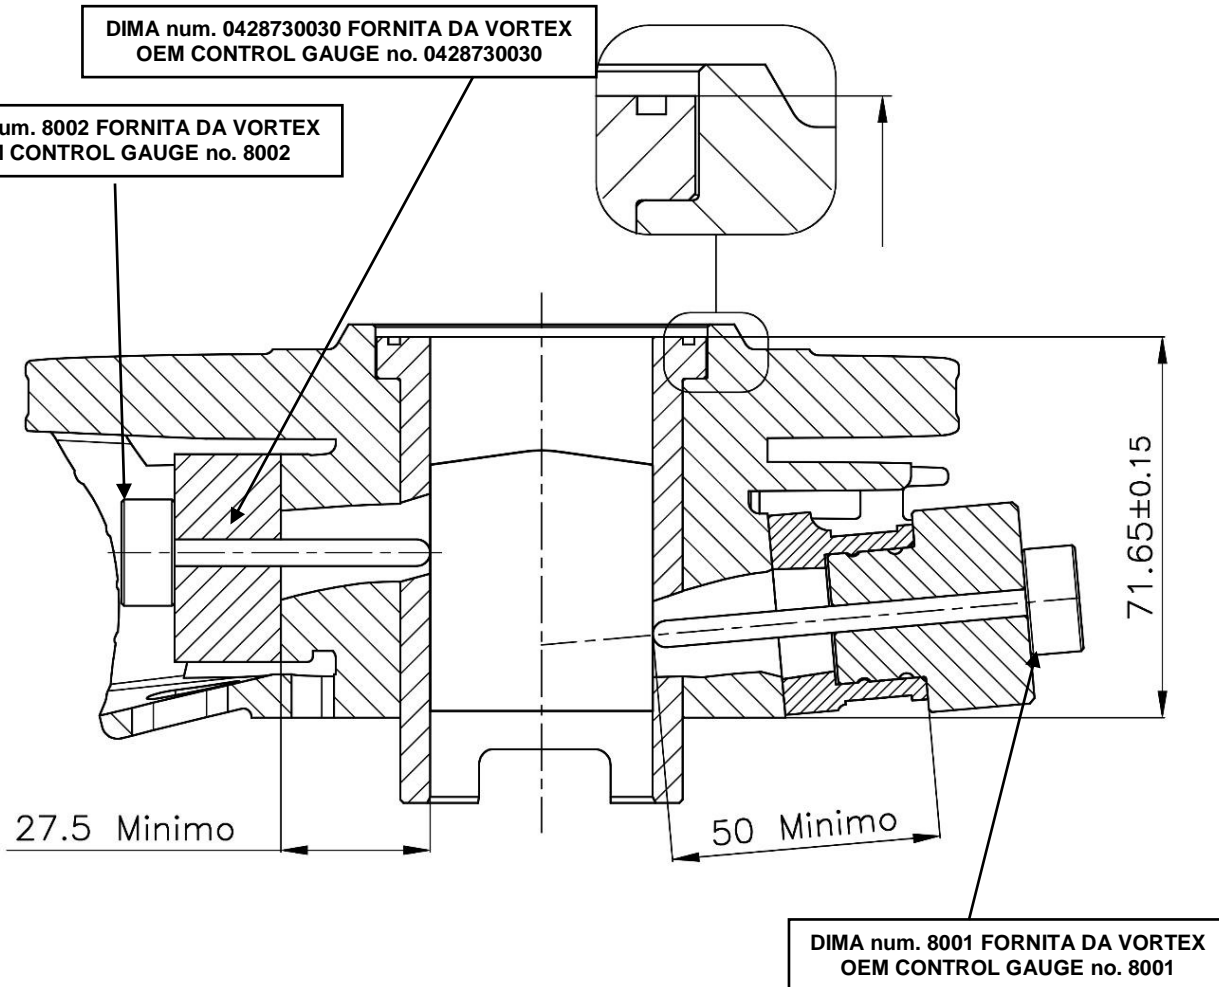 DIMA num. 0428730030 FORNITA DA VORTEX
OEM CONTROL GAUGE no. 0428730030
num. 8002 FORNITA DA VORTEX
CONTROL GAUGE no. 8002
71.65±0.15
27.5 Minimo
50 Minimo
DIMA num. 8001 FORNITA DA VORTEX
OEM CONTROL GAUGE no. 8001